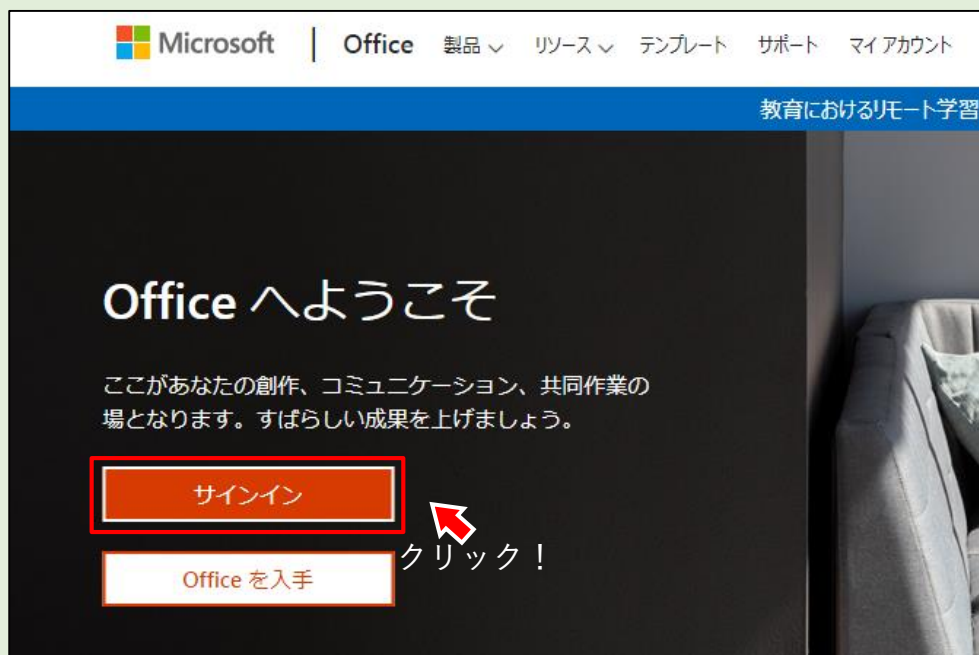 Microsoft | Office 製品 リソース テンプレート サポート マイ アカウント
教育におけるリモート学習
Office へようこそ
ここがあなたの創作、コミュニケーション、共同作業の
場となります。すばらしい成果を上げましょう。
サインイン
クリック！
Office を入手